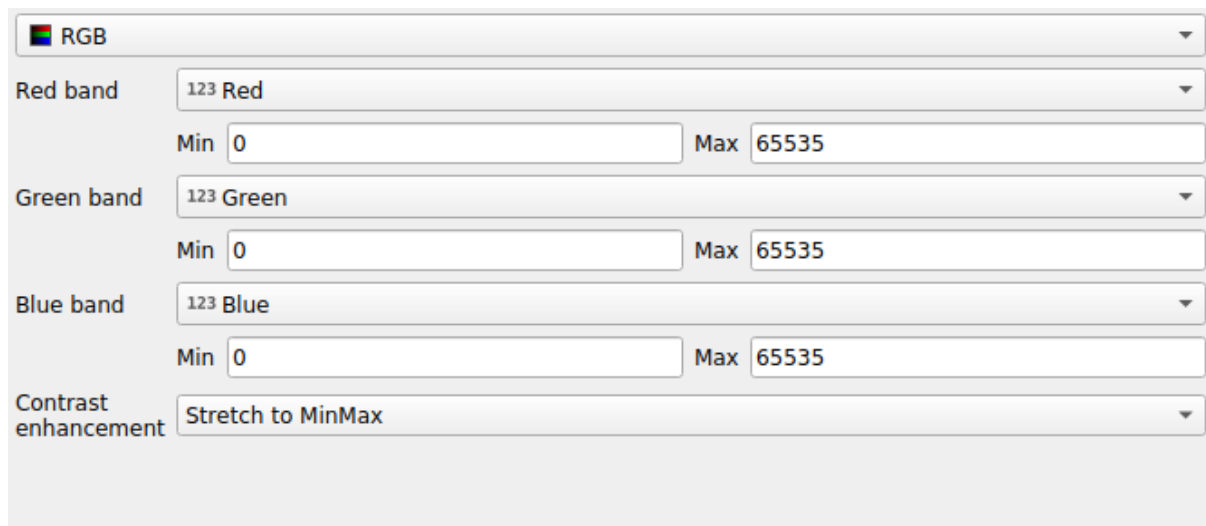 RGB
Red band 123 Red
Min 0 Max 65535
Green band 123 Green
Min 0 Max 65535
Blue band 123 Blue
Min 0 Max 65535
Contrast
enhancement Stretch to MinMax